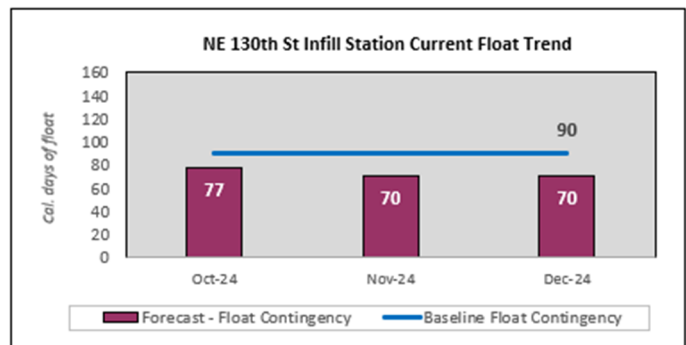 NE 130th St Infill Station Current Float Trend
Cal. days of float
160
140
120
100
80
60
40
20
0
90
77
70
70
Oct-24
Nov-24
Dec-24
Forecast - Float Contingency
Baseline Float Contingency